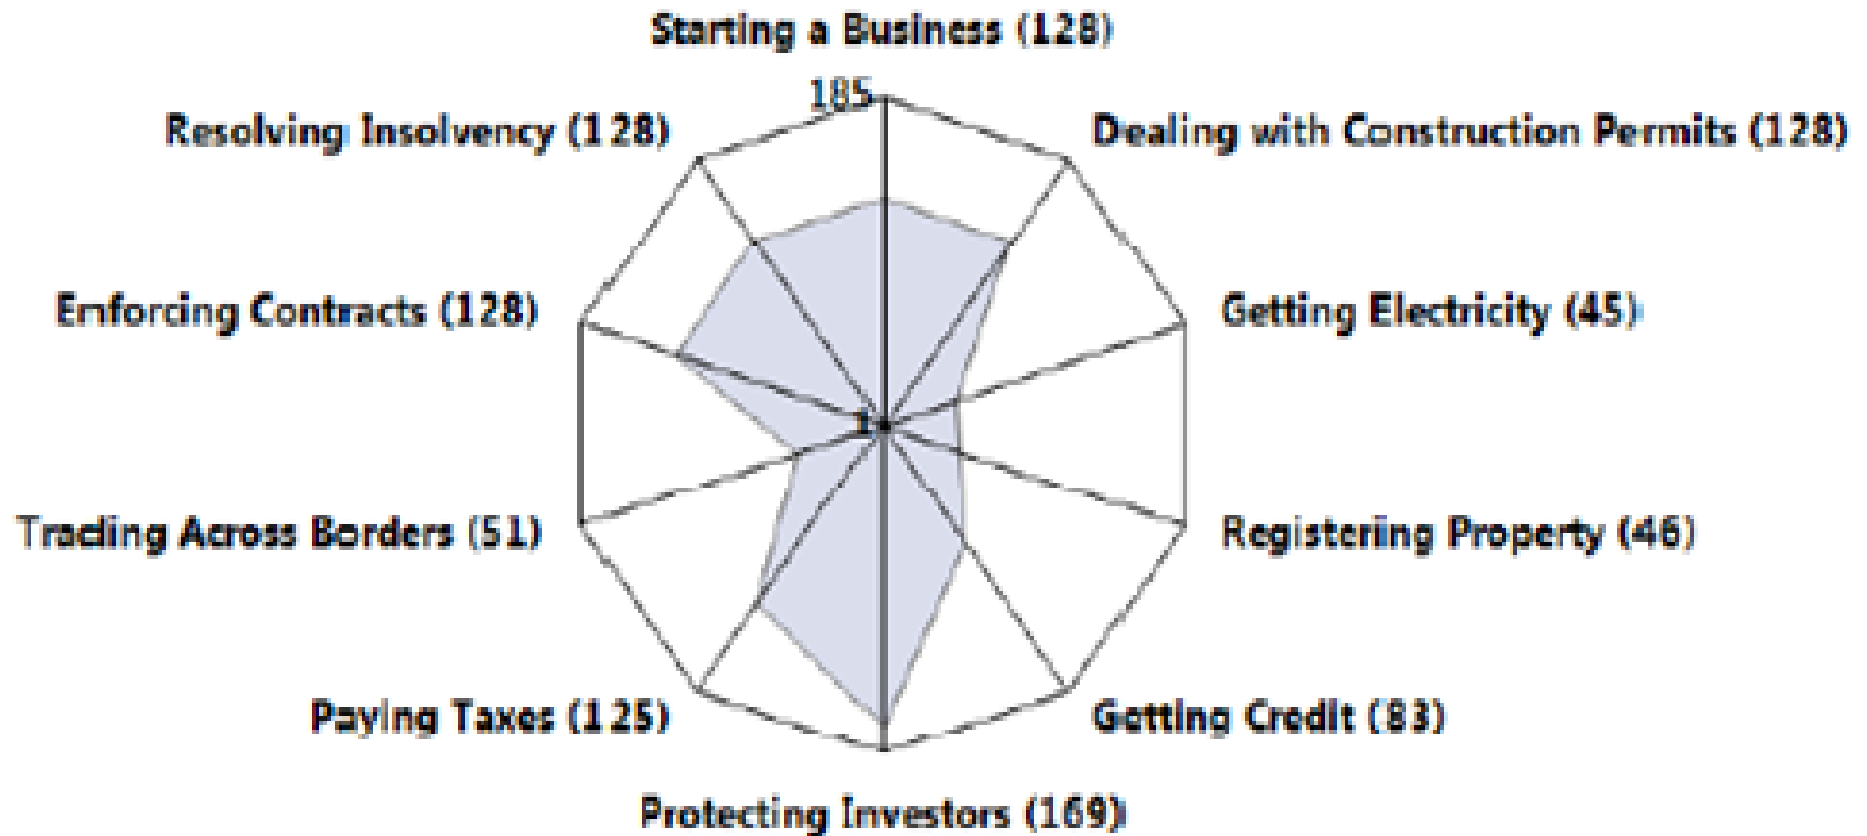 Starting a Business (128)
185
Resolving Insolvency (128)
Dealing with Construction Permits (128)
Enforcing Contracts (128)
Getting Electricity (45)
1
Trading Across Borders (51)
Registering Property (46)
Paying Taxes (125)
Getting Credit (83)
Protecting Investors (169)